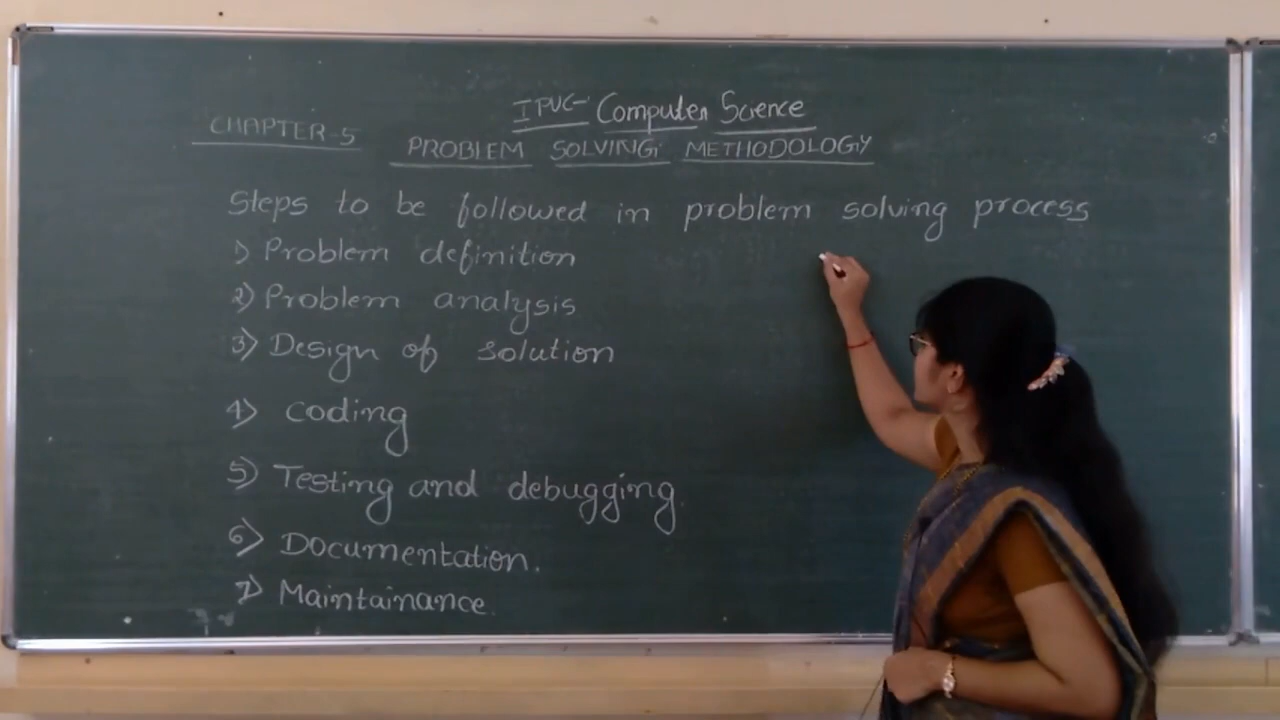 I PUC- Computer Science
CHAPTER-5
PROBLEM SOLVING METHODOLOGY
Steps to be followed in problem solving process
1) Problem definition
2) Problem analysis
3) Design of solution
4) Coding
5) Testing and debugging.
6) Documentation.
7) Maintainance.